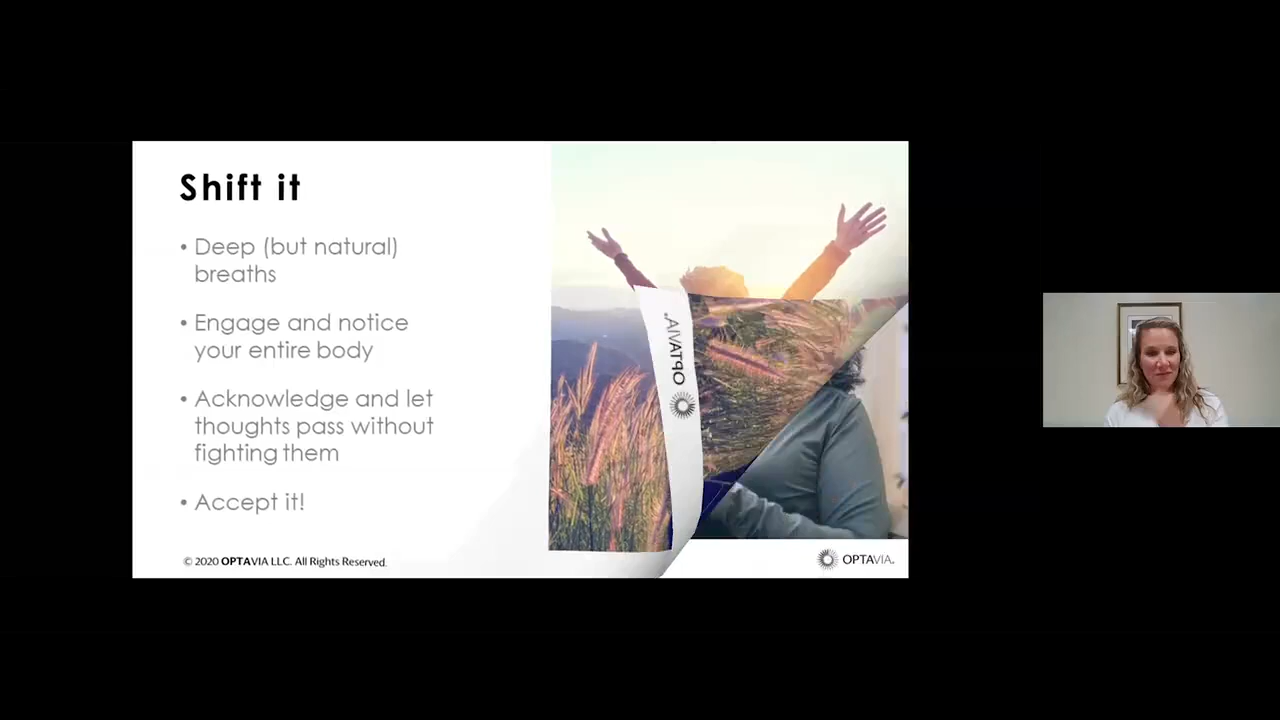 Shift it
• Deep (but natural)
breaths
• Engage and notice
your entire body
• Acknowledge and let
thoughts pass without
fighting them
• Accept it!
© 2020 OPTAVIA LLC. All Rights Reserved.
OPTAVIA®
OPTAVIA®